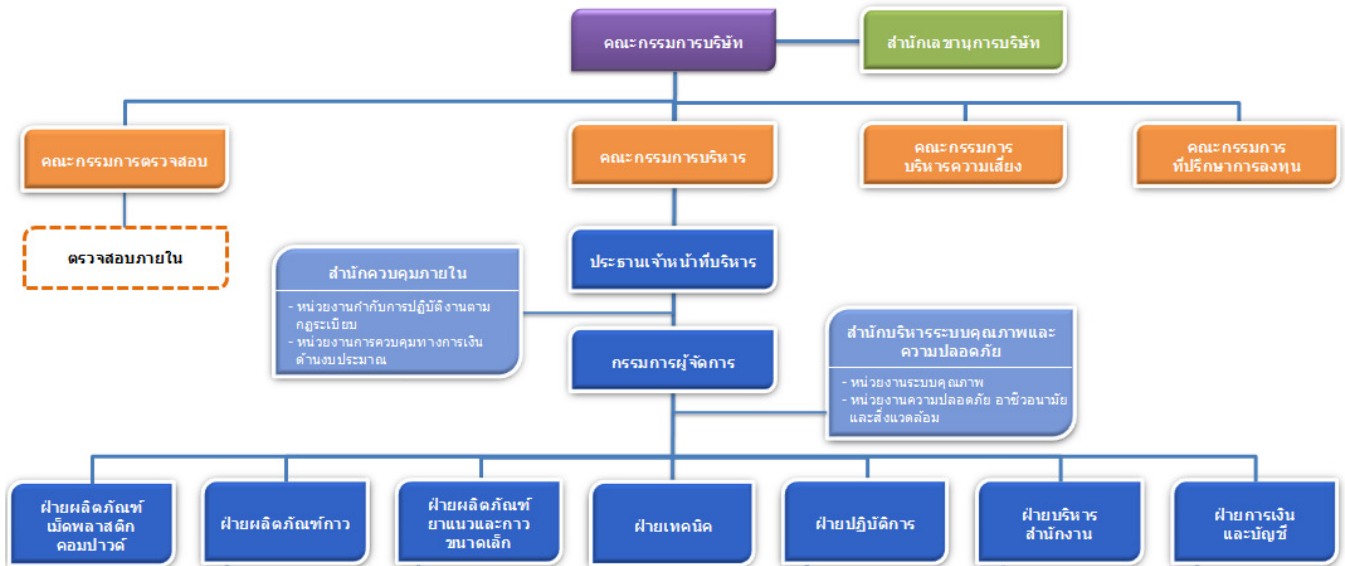 คณะกรรมการบริษัท
สำนักเลขานุการบริษัท
คณะกรรมการตรวจสอบ
คณะกรรมการบริหาร
คณะกรรมการ
บริหารความเสี่ยง
คณะกรรมการ
ที่ปรึกษาการลงทุน
ตรวจสอบภายใน
ประธานเจ้าหน้าที่บริหาร
สำนักควบคุมภายใน
- หน่วยงานกำกับการปฏิบัติงานตาม
กฎระเบียบ
- หน่วยงานการควบคุมทางการเงิน
ด้านงบประมาณ
กรรมการผู้จัดการ
สำนักบริหารระบบคุณภาพและ
ความปลอดภัย
- หน่วยงานระบบคุณภาพ
- หน่วยงานความปลอดภัย อาชีวอนามัย
และสิ่งแวดล้อม
ฝ่ายผลิตภัณฑ์
เม็ดพลาสติก
คอมปาวด์
ฝ่ายผลิตภัณฑ์กาว
ฝ่ายผลิตภัณฑ์
ยาแนวและกาว
ขนาดเล็ก
ฝ่ายเทคนิค
ฝ่ายปฏิบัติการ
ฝ่ายบริหาร
สำนักงาน
ฝ่ายการเงิน
และบัญชี